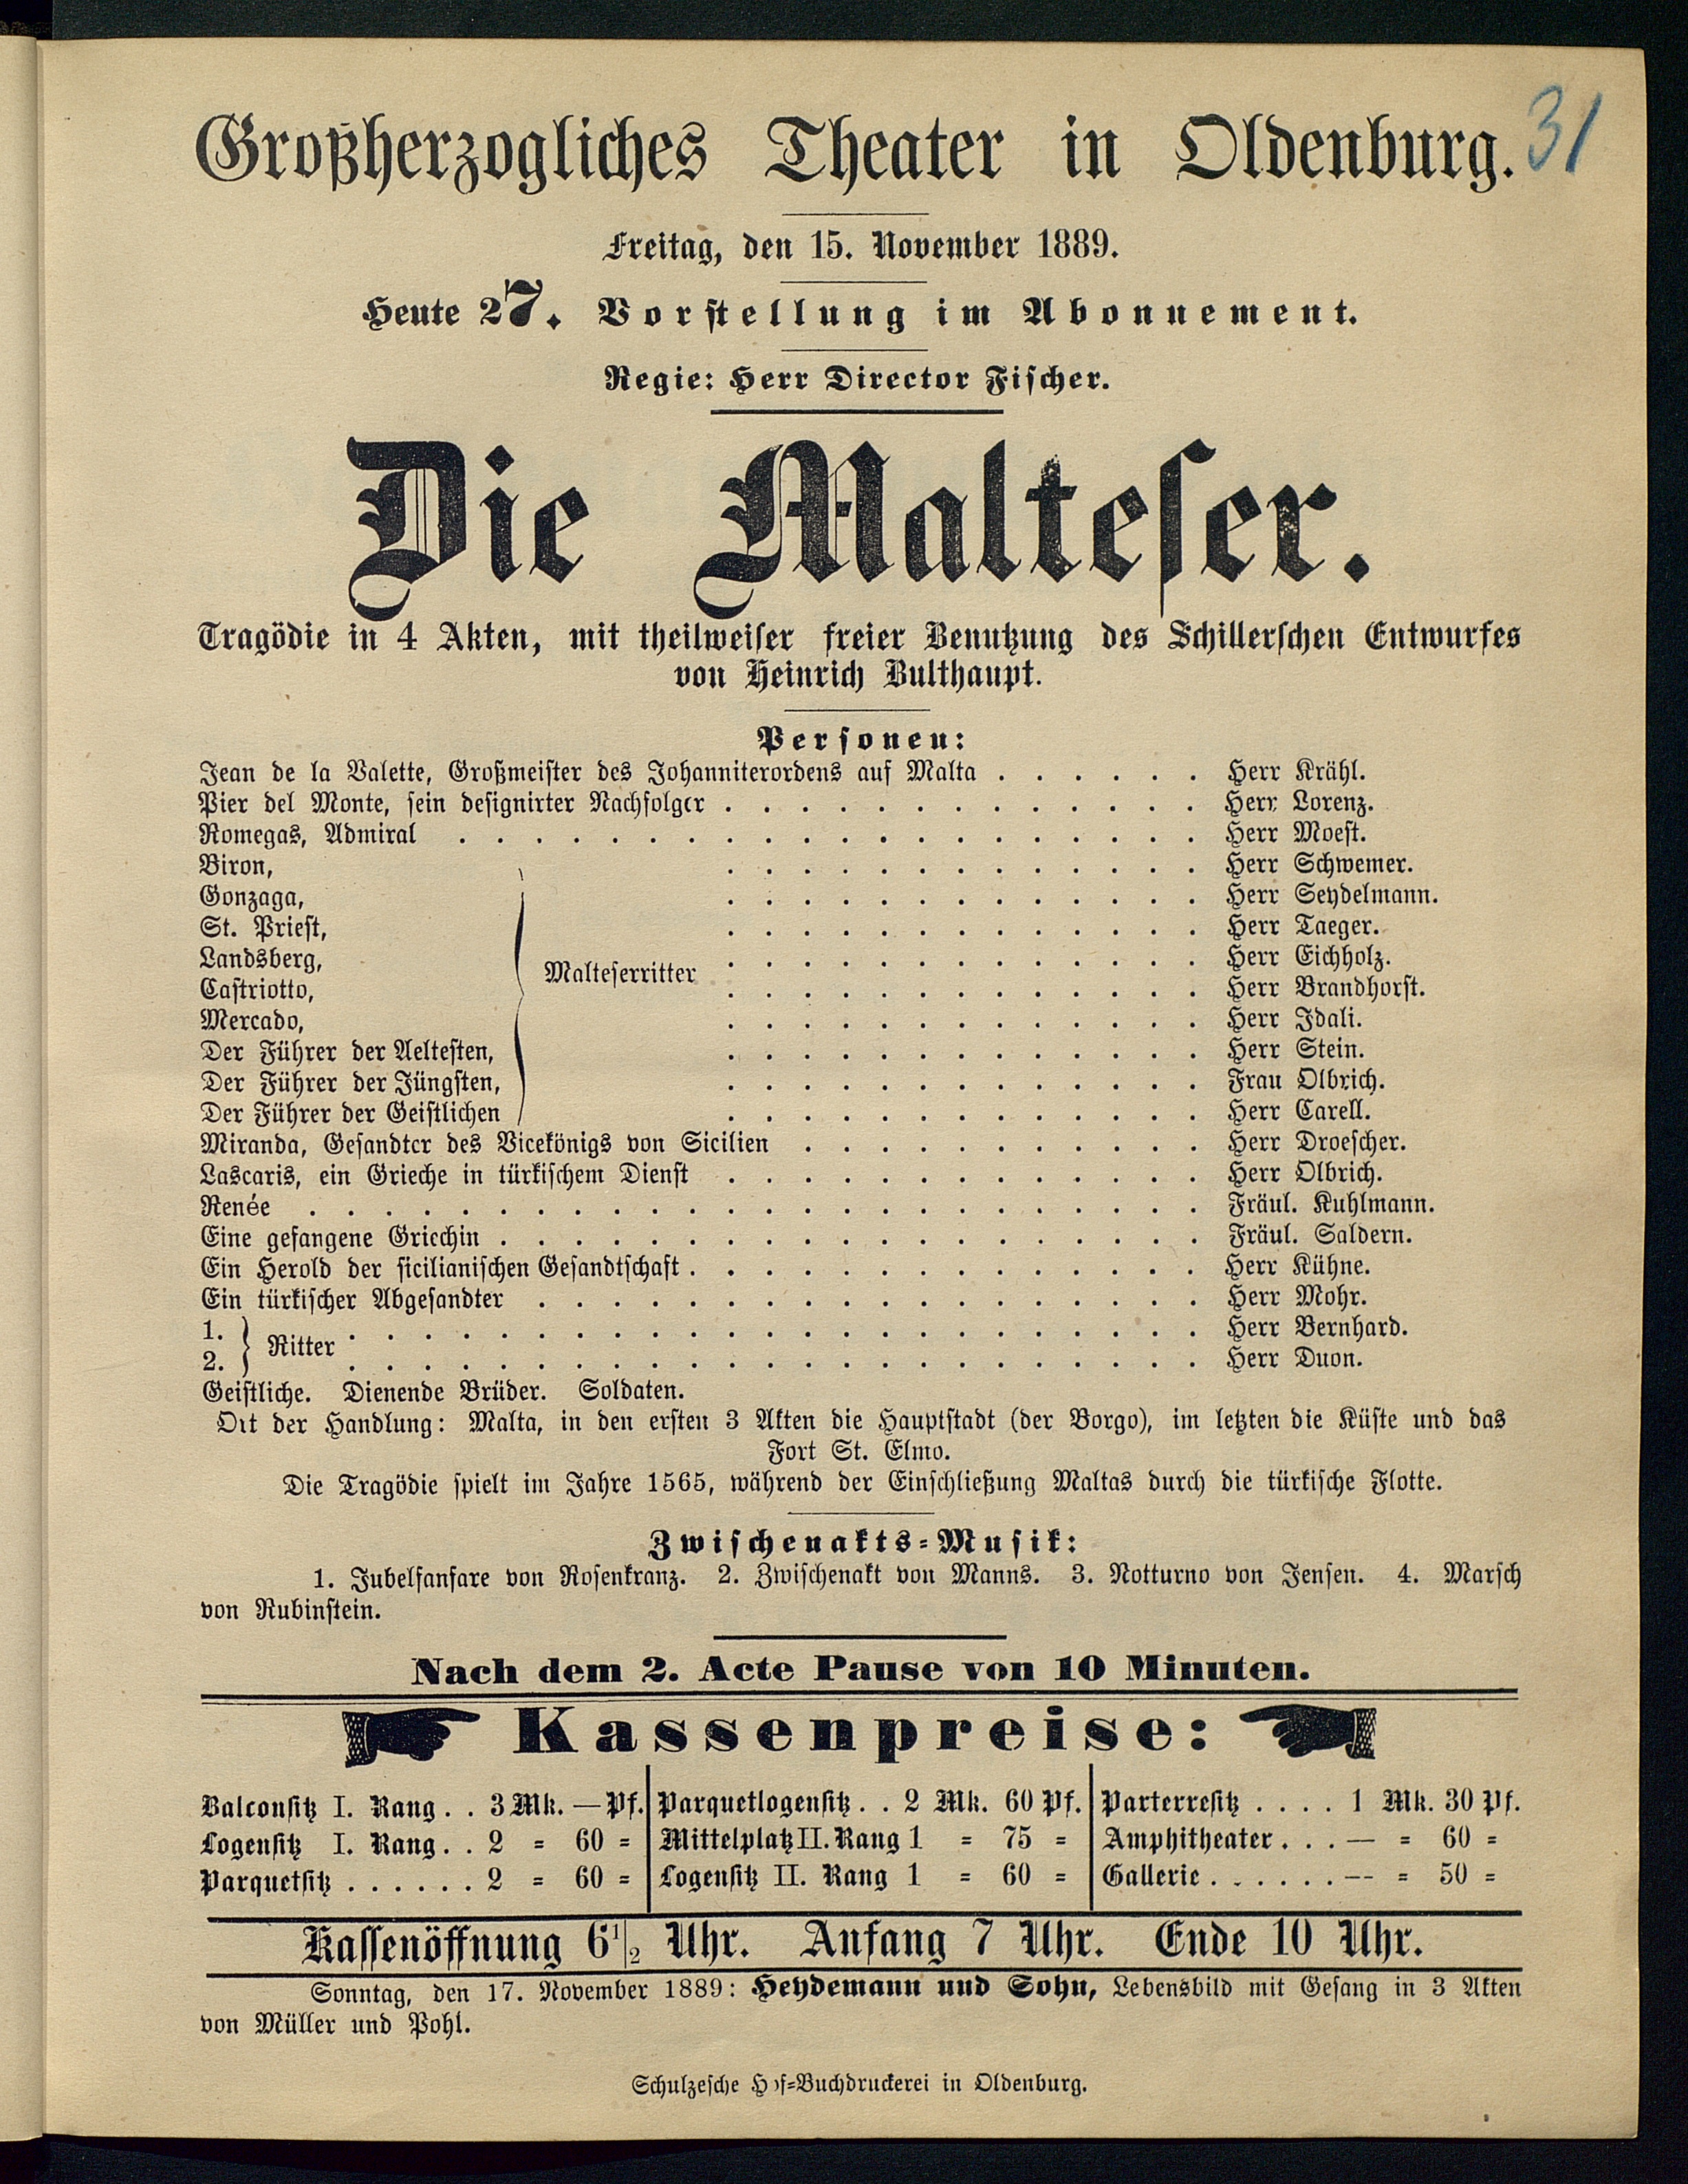 31
Großherzogliches Theater in Oldenburg.
Freitag, den 15. November 1889.
Heute 27. Vorstellung im Abonnement.
Regie: Herr Director Fischer.
Die Malteser.
Tragödie in 4 Akten, mit theilweiser freier Benutzung des Schillerschen Entwurfes
von Heinrich Bulthaupt.
Personen:
Jean de la Valette, Großmeister des Johanniterordens auf Malta . . . . . . Herr Krähl.
Pier del Monte, sein designirter Nachfolger . . . . . . . . . . . . . Herr Lorenz.
Romegas, Admiral . . . . . . . . . . . . . . . . . . . . Herr Moest.
Biron, . . . . . . . . . . . . . Herr Schwemer.
Gonzaga, . . . . . . . . . . . . . Herr Seydelmann.
St. Priest, . . . . . . . . . . . . . Herr Taeger.
Landsberg, . . . . . . . . . . . . . Herr Eichholz.
Malteserritter
Castriotto, . . . . . . . . . . . . . Herr Brandhorst.
Mercado, . . . . . . . . . . . . . Herr Idali.
Der Führer der Aeltesten, . . . . . . . . . . . . . Herr Stein.
Der Führer der Jüngsten, . . . . . . . . . . . . . Frau Olbrich.
Der Führer der Geistlichen . . . . . . . . . . . . . Herr Carell.
Miranda, Gesandter des Vicekönigs von Sicilien . . . . . . . . . . . Herr Droescher.
Lascaris, ein Grieche in türkischem Dienst . . . . . . . . . . . . . Herr Olbrich.
Renée . . . . . . . . . . . . . . . . . . . . . . . . Fräul. Kuhlmann.
Eine gefangene Griechin . . . . . . . . . . . . . . . . . . . Fräul. Saldern.
Ein Herold der sicilianischen Gesandtschaft . . . . . . . . . . . . . . Herr Kühne.
Ein türkischer Abgesandter . . . . . . . . . . . . . . . . . . Herr Mohr.
1. . . . . . . . . . . . . . . . . . . . . . . . Herr Bernhard.
Ritter
2. . . . . . . . . . . . . . . . . . . . . . . . Herr Duon.
Geistliche. Dienende Brüder. Soldaten.
Ort der Handlung: Malta, in den ersten 3 Akten die Hauptstadt (der Borgo), im letzten die Küste und das
Fort St. Elmo.
Die Tragödie spielt im Jahre 1565, während der Einschließung Maltas durch die türkische Flotte.
Zwischenakts=Musik:
1. Jubelfanfare von Rosenkranz. 2. Zwischenakt von Manns. 3. Notturno von Jensen. 4. Marsch
von Rubinstein.
Nach dem 2. Acte Pause von 10 Minuten.
Kassenpreise:
Balconsitz I. Rang . . 3 Mk. — Pf.
Logensitz I. Rang . . 2 = 60 =
Parquetsitz . . . . . . 2 = 60 =
Parquetlogensitz . . 2 Mk. 60 Pf.
Mittelplatz II. Rang 1 = 75 =
Logensitz II. Rang 1 = 60 =
Parterresitz . . . . 1 Mk. 30 Pf.
Amphitheater . . . — = 60 =
Gallerie . . . . . . — = 50 =
Kassenöffnung 6 1/2 Uhr. Anfang 7 Uhr. Ende 10 Uhr.
Sonntag, den 17. November 1889: Heydemann und Sohn, Lebensbild mit Gesang in 3 Akten
von Müller und Pohl.
Schulzesche Hof=Buchdruckerei in Oldenburg.